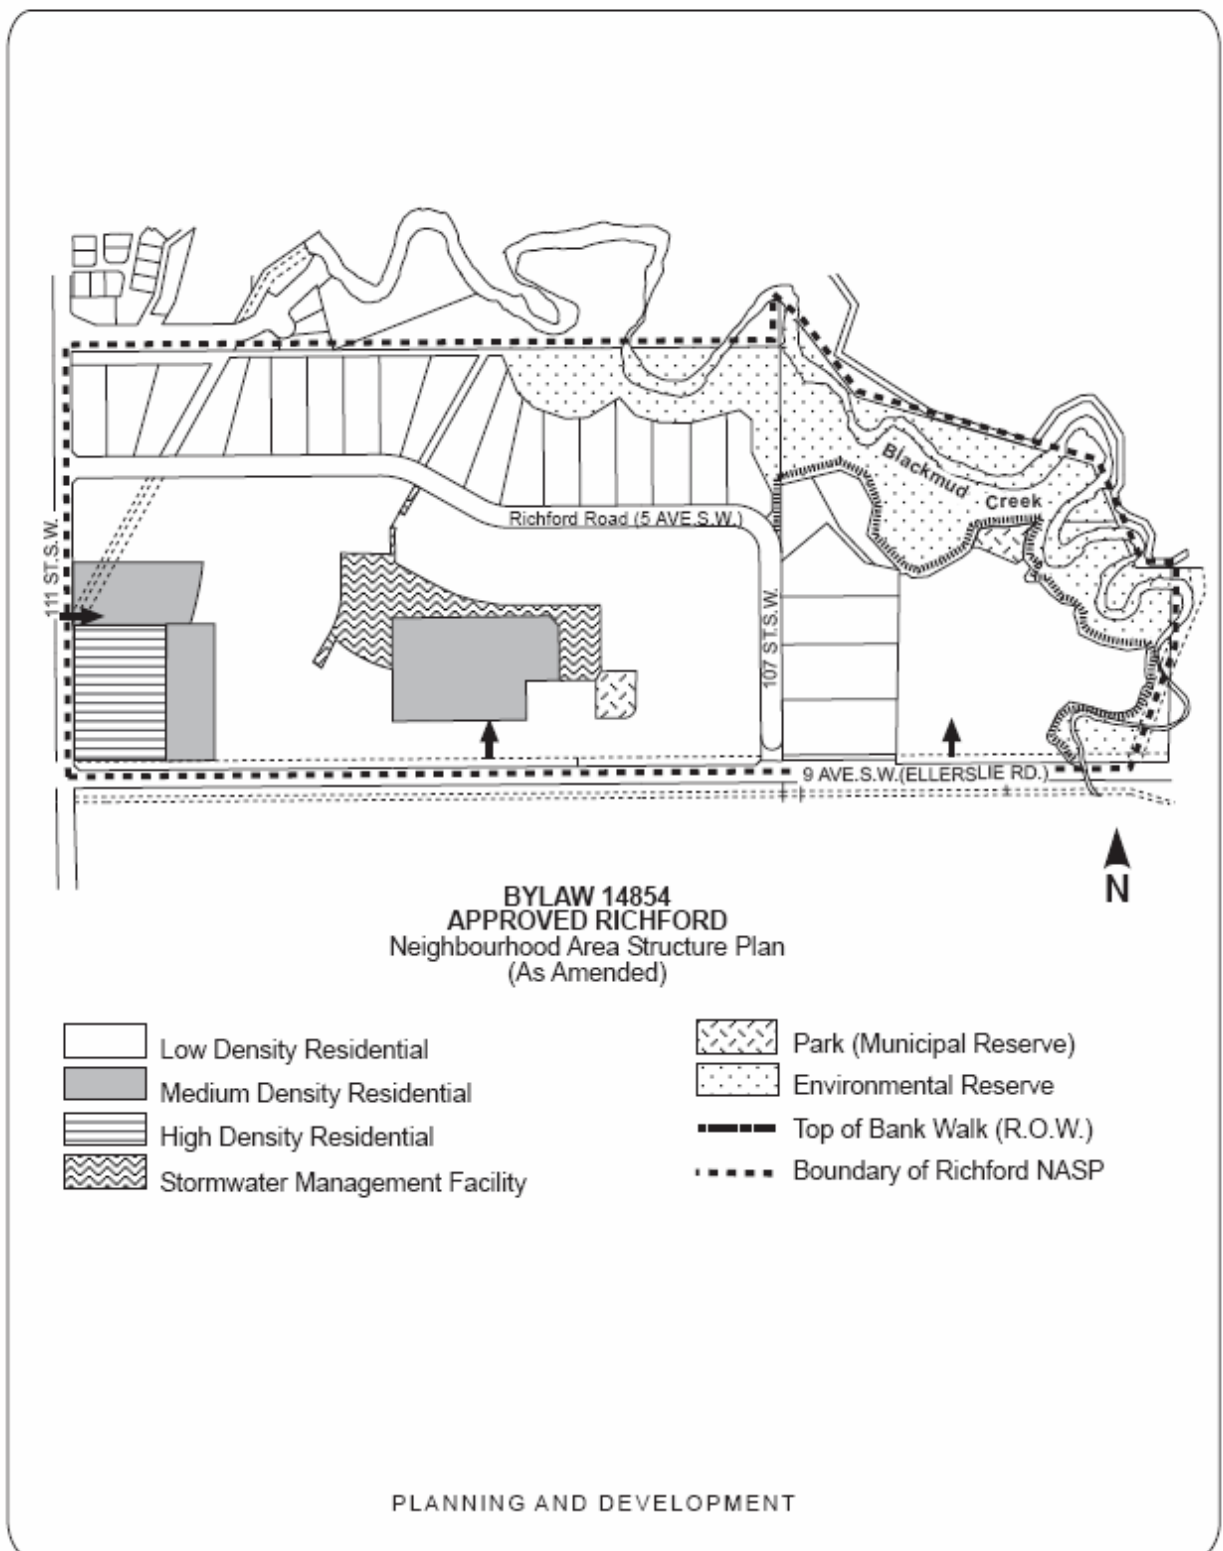 Blackmud
Creek
Richford Road (5 AVE.S.W.)
111 ST.S.W.
107 ST.S.W.
9 AVE.S.W.(ELLERSLIE RD.)
N
BYLAW 14854
APPROVED RICHFORD
Neighbourhood Area Structure Plan
(As Amended)
Low Density Residential
Medium Density Residential
High Density Residential
Stormwater Management Facility
Park (Municipal Reserve)
Environmental Reserve
Top of Bank Walk (R.O.W.)
Boundary of Richford NASP
PLANNING AND DEVELOPMENT